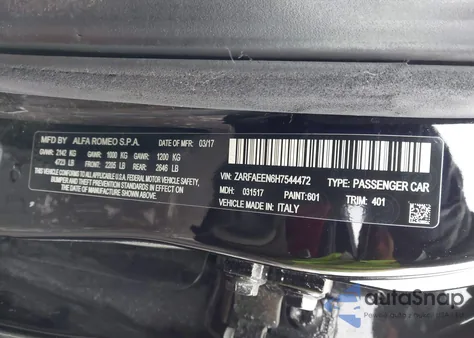 MFD BY ALFA ROMEO S.P.A. DATE OF MFR: 03/17
GVWR: 2142 KG GAWR: 1000 KG GAWR: 1200 KG
4723 LB FRONT: 2205 LB REAR: 2646 LB
THIS VEHICLE CONFORMS TO ALL APPLICABLE U.S.A. FEDERAL MOTOR VEHICLE SAFETY,
BUMPER AND THEFT PREVENTION STANDARDS IN EFFECT ON THE DATE OF MANUFACTURE
SHOWN ABOVE.
VIN: ZARFAEEN6H7544472 TYPE: PASSENGER CAR
MDH: 031517 PAINT:601 TRIM: 401
MADE IN: ITALY
autoSnap